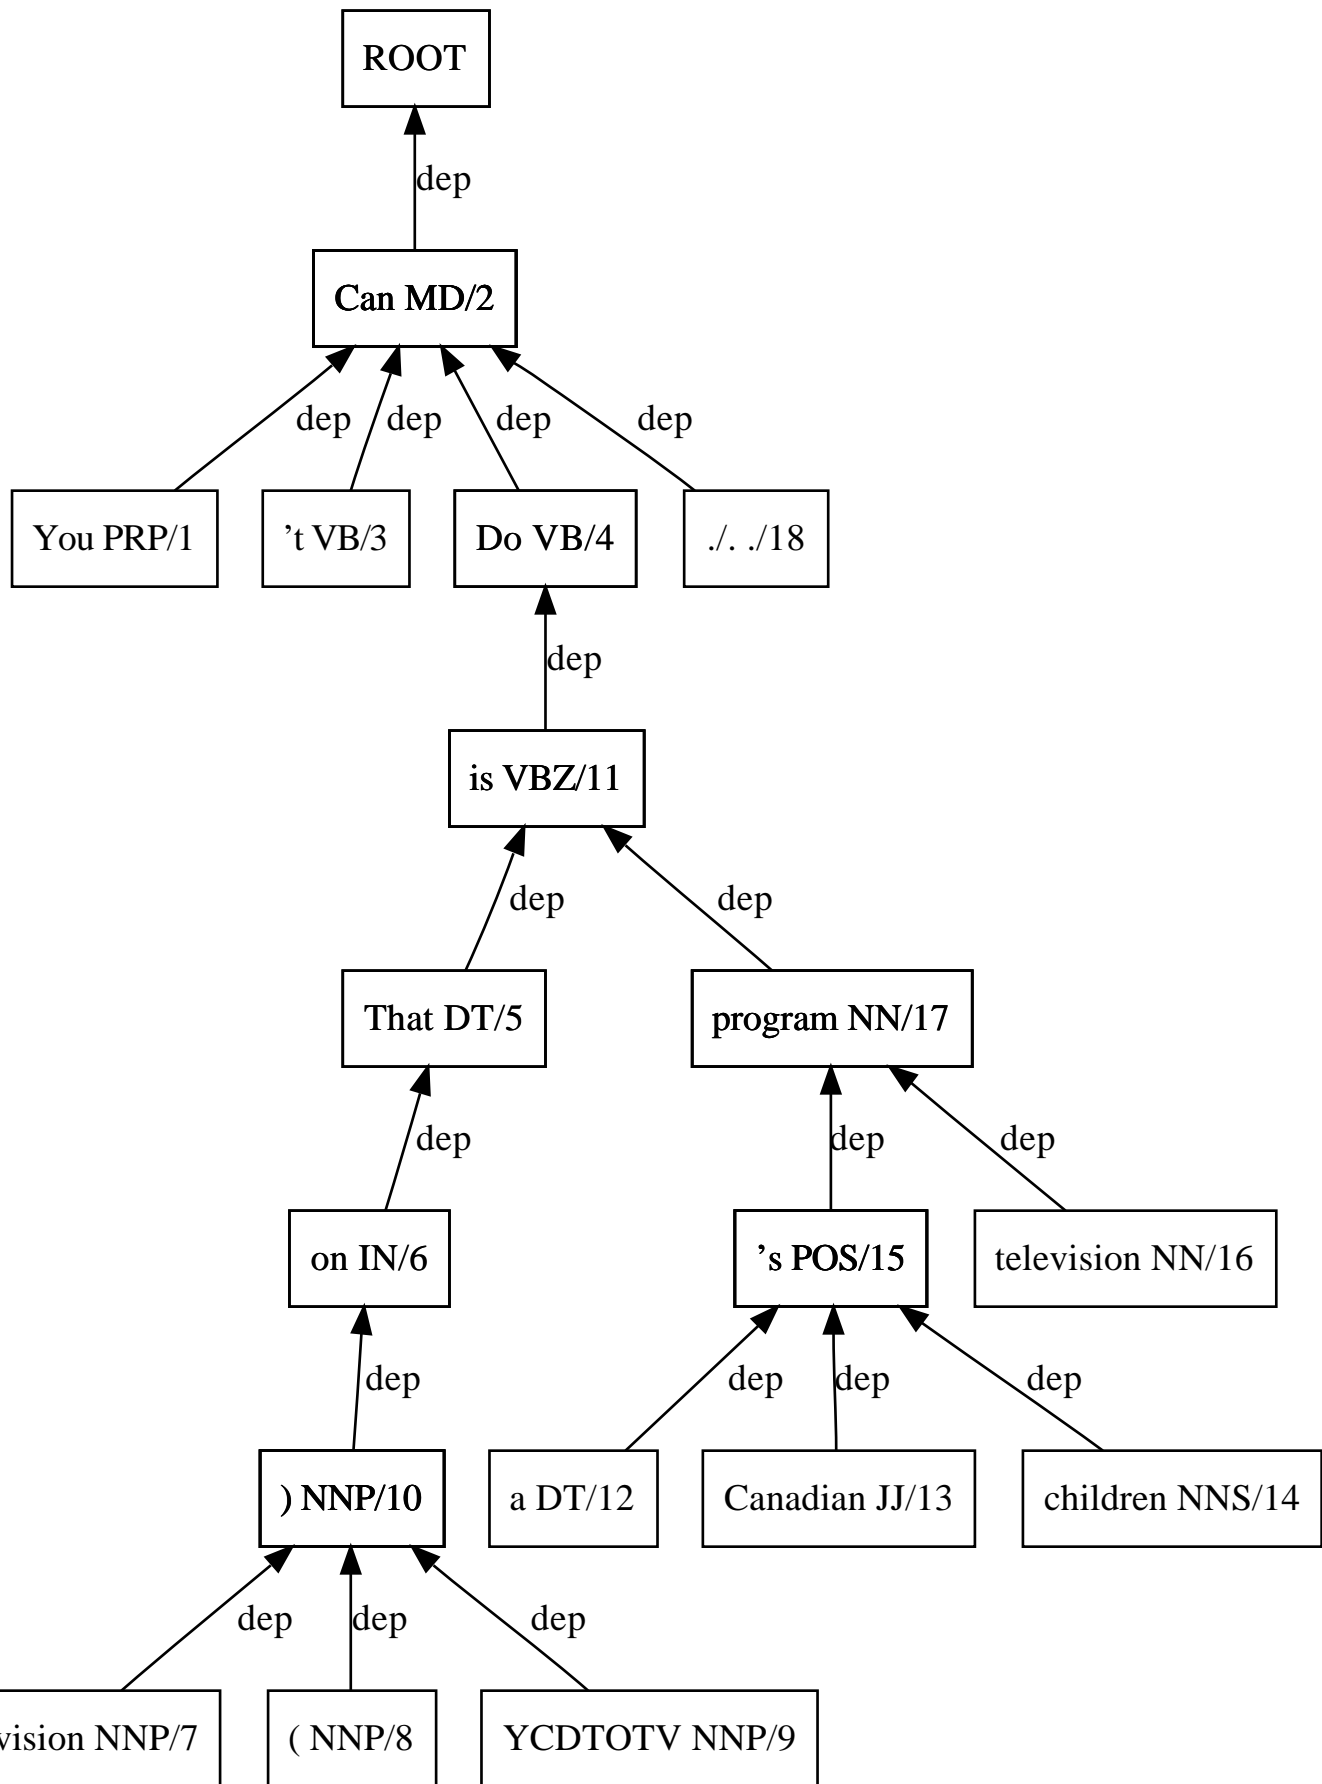 ROOT
dep
Can MD/2
dep dep dep dep
You PRP/1 ’t VB/3 Do VB/4 ./. ./18
dep
is VBZ/11
dep dep
That DT/5 program NN/17
dep dep dep
on IN/6 ’s POS/15 television NN/16
dep dep dep dep
) NNP/10 a DT/12 Canadian JJ/13 children NNS/14
dep dep dep
vision NNP/7 ( NNP/8 YCDTOTV NNP/9